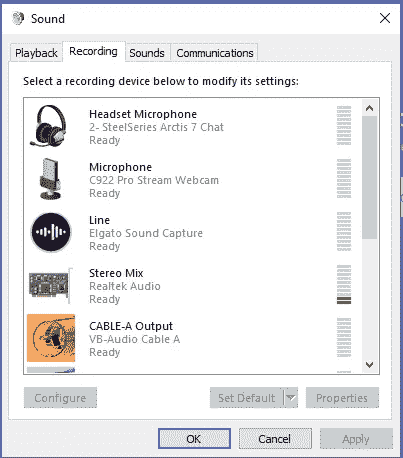 Sound
Playback Recording Sounds Communications
Select a recording device below to modify its settings:
Headset Microphone
2- SteelSeries Arctis 7 Chat
Ready
Microphone
C922 Pro Stream Webcam
Ready
Line
Elgato Sound Capture
Ready
Stereo Mix
Realtek Audio
Ready
CABLE-A Output
VB-Audio Cable A
Ready
Configure Set Default Properties
OK Cancel Apply